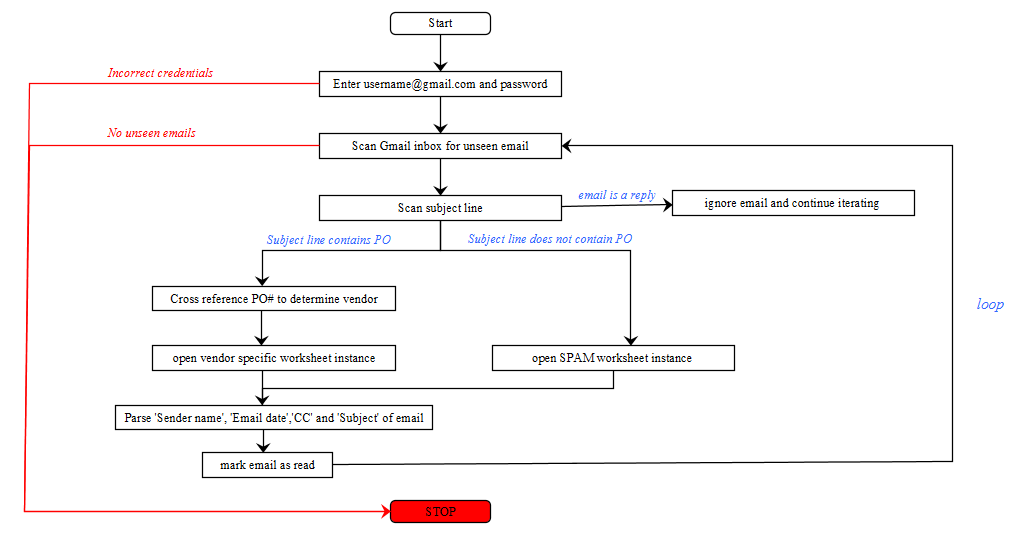 Start
Incorrect credentials
Enter username@gmail.com and password
No unseen emails
Scan Gmail inbox for unseen email
email is a reply
Scan subject line
ignore email and continue iterating
Subject line contains PO
Subject line does not contain PO
Cross reference PO# to determine vendor
loop
open vendor specific worksheet instance
open SPAM worksheet instance
Parse 'Sender name', 'Email date','CC' and 'Subject' of email
mark email as read
STOP